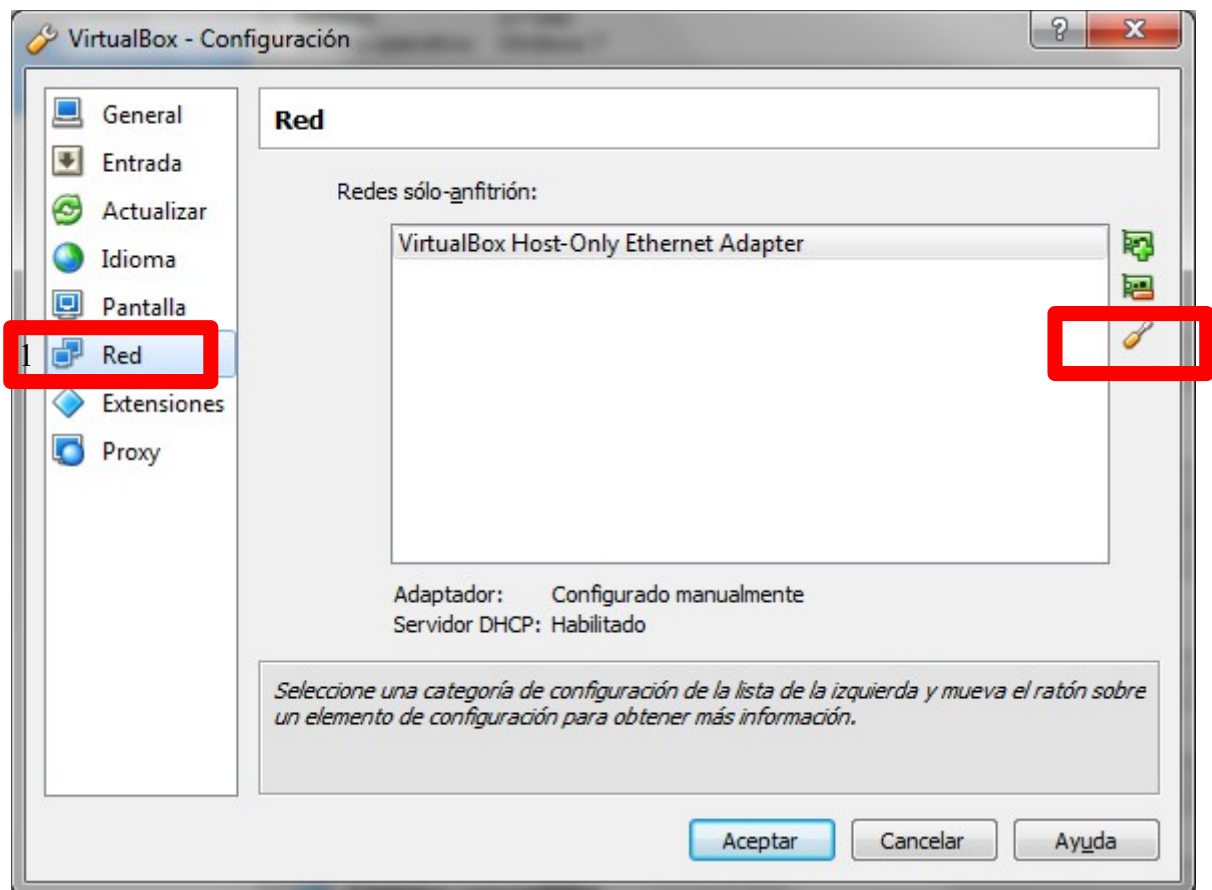 VirtualBox - Configuración
General
Entrada
Actualizar
Idioma
Pantalla
1 Red
Extensiones
Proxy
Red
Redes sólo-anfitrión:
VirtualBox Host-Only Ethernet Adapter
Adaptador: Configurado manualmente
Servidor DHCP: Habilitado
Seleccione una categoría de configuración de la lista de la izquierda y mueva el ratón sobre
un elemento de configuración para obtener más información.
Aceptar Cancelar Ayuda